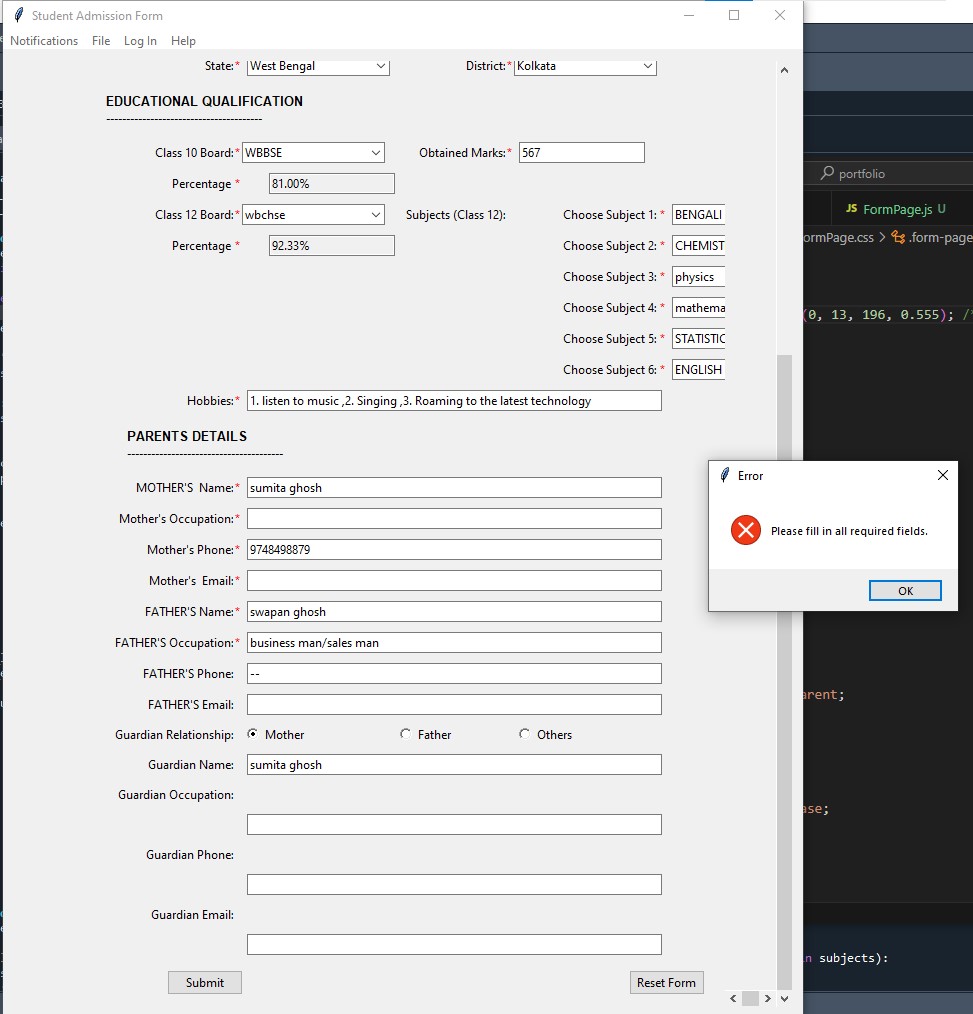 Student Admission Form
Notifications File Log In Help
State:* West Bengal District:* Kolkata
EDUCATIONAL QUALIFICATION
---------------------------------------
Class 10 Board:* WBBSE Obtained Marks:* 567
Percentage * 81.00%
Class 12 Board:* wbchse Subjects (Class 12): Choose Subject 1: * BENGALI
Percentage * 92.33% Choose Subject 2: * CHEMIST
Choose Subject 3: * physics
Choose Subject 4: * mathema
Choose Subject 5: * STATISTIC
Choose Subject 6: * ENGLISH
Hobbies:* 1. listen to music ,2. Singing ,3. Roaming to the latest technology
PARENTS DETAILS
---------------------------------------
MOTHER'S Name:* sumita ghosh
Mother's Occupation:*
Mother's Phone:* 9748498879
Mother's Email:*
FATHER'S Name:* swapan ghosh
FATHER'S Occupation:* business man/sales man
FATHER'S Phone: --
FATHER'S Email:
Guardian Relationship: Mother Father Others
Guardian Name: sumita ghosh
Guardian Occupation:
Guardian Phone:
Guardian Email:
Submit Reset Form
portfolio
JS FormPage.js U
ormPage.css > .form-page
(0, 13, 196, 0.555); /*
Error
Please fill in all required fields.
OK
arent;
ase;
n subjects):